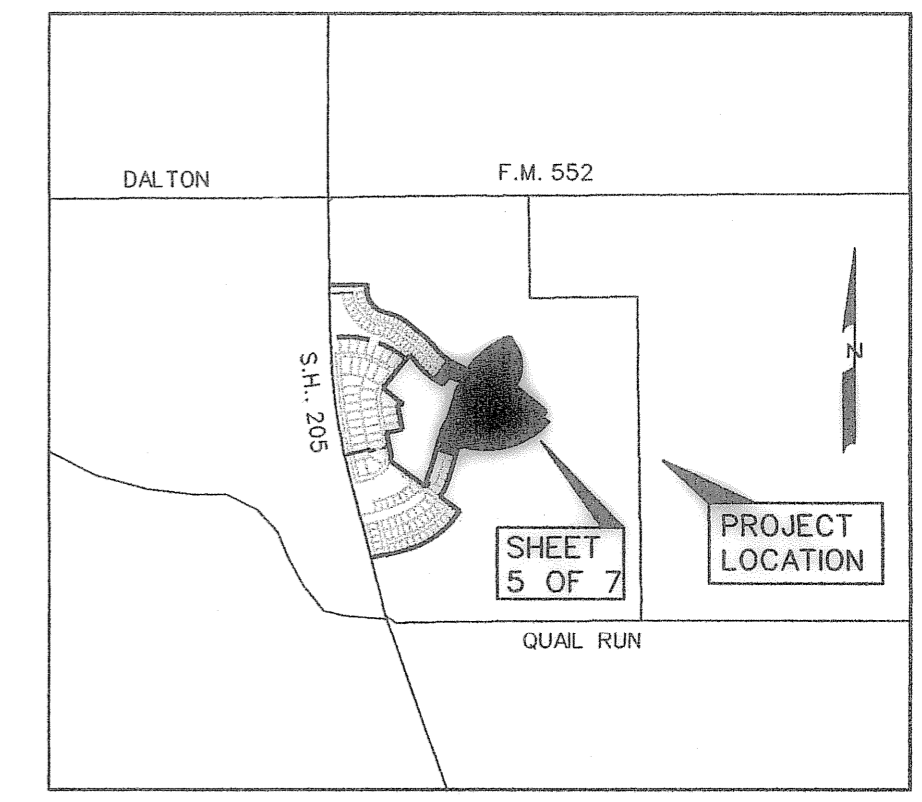 DALTON
F.M. 552
S.H.. 205
N
SHEET
5 OF 7
PROJECT
LOCATION
QUAIL RUN